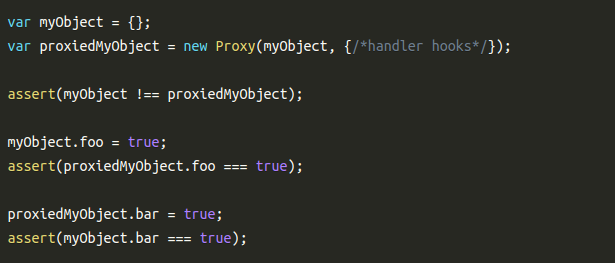 var myObject = {};
var proxiedMyObject = new Proxy(myObject, {/*handler hooks*/});
assert(myObject !== proxiedMyObject);
myObject.foo = true;
assert(proxiedMyObject.foo === true);
proxiedMyObject.bar = true;
assert(myObject.bar === true);